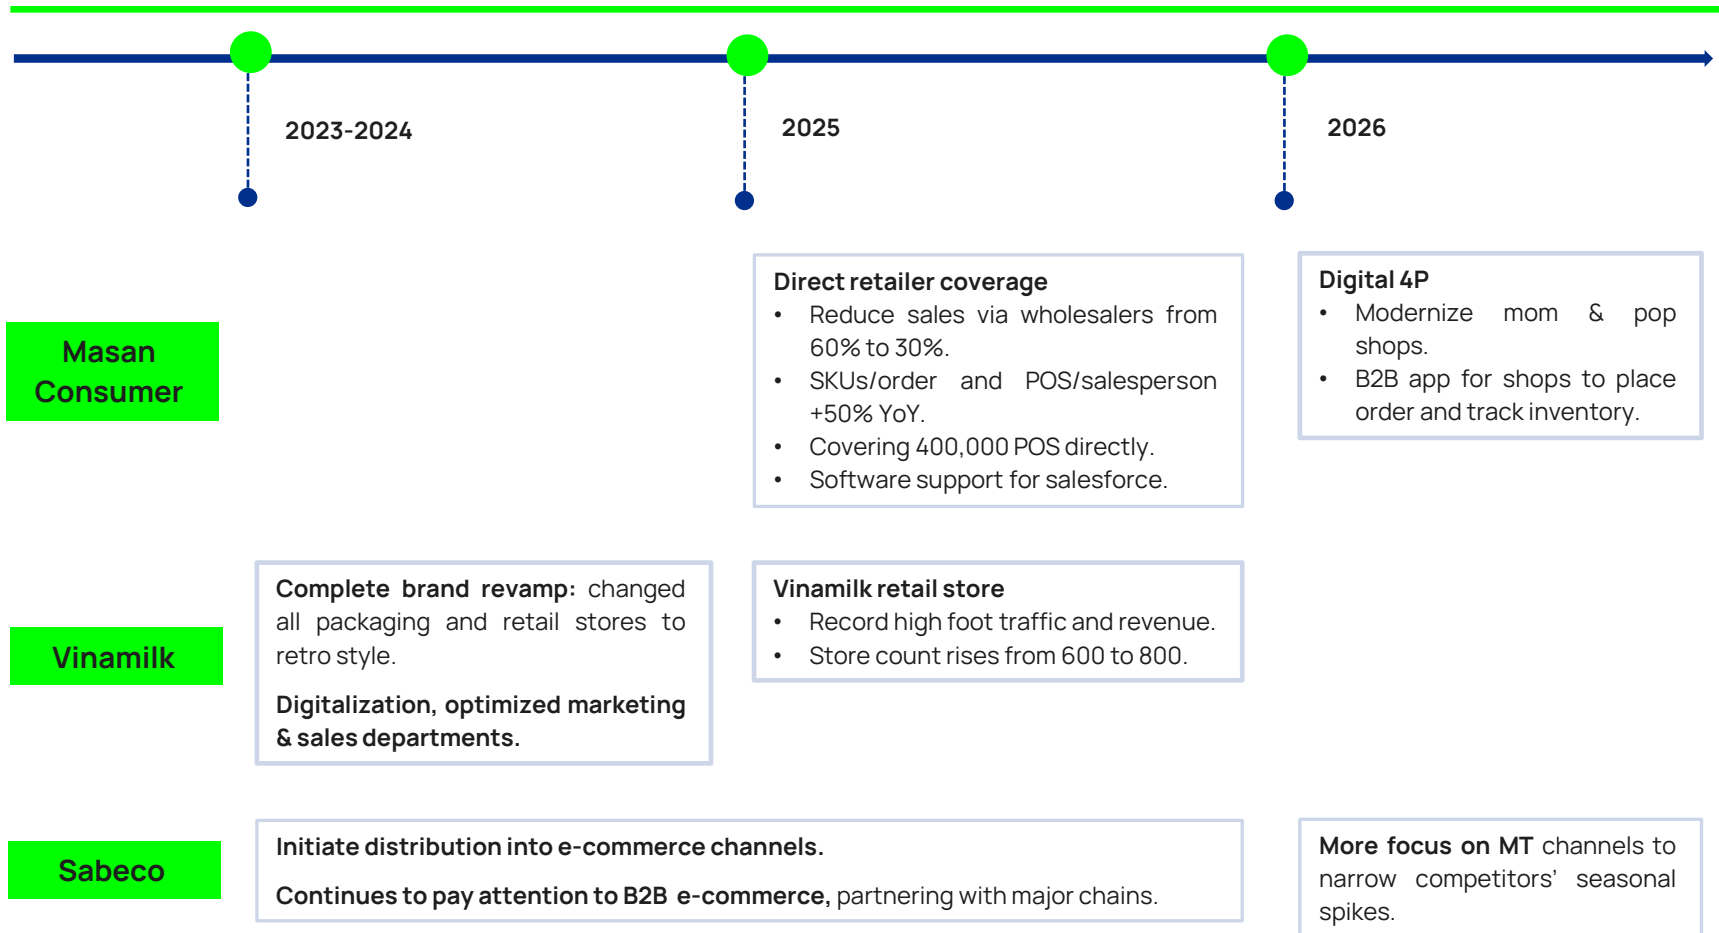 2023-2024
2025
2026
Masan
Consumer
Direct retailer coverage
• Reduce sales via wholesalers from
60% to 30%.
• SKUs/order and POS/salesperson
+50% YoY.
• Covering 400,000 POS directly.
• Software support for salesforce.
Digital 4P
• Modernize mom & pop
shops.
• B2B app for shops to place
order and track inventory.
Vinamilk
Complete brand revamp: changed
all packaging and retail stores to
retro style.
Digitalization, optimized marketing
& sales departments.
Vinamilk retail store
• Record high foot traffic and revenue.
• Store count rises from 600 to 800.
Sabeco
Initiate distribution into e-commerce channels.
Continues to pay attention to B2B e-commerce, partnering with major chains.
More focus on MT channels to
narrow competitors’ seasonal
spikes.